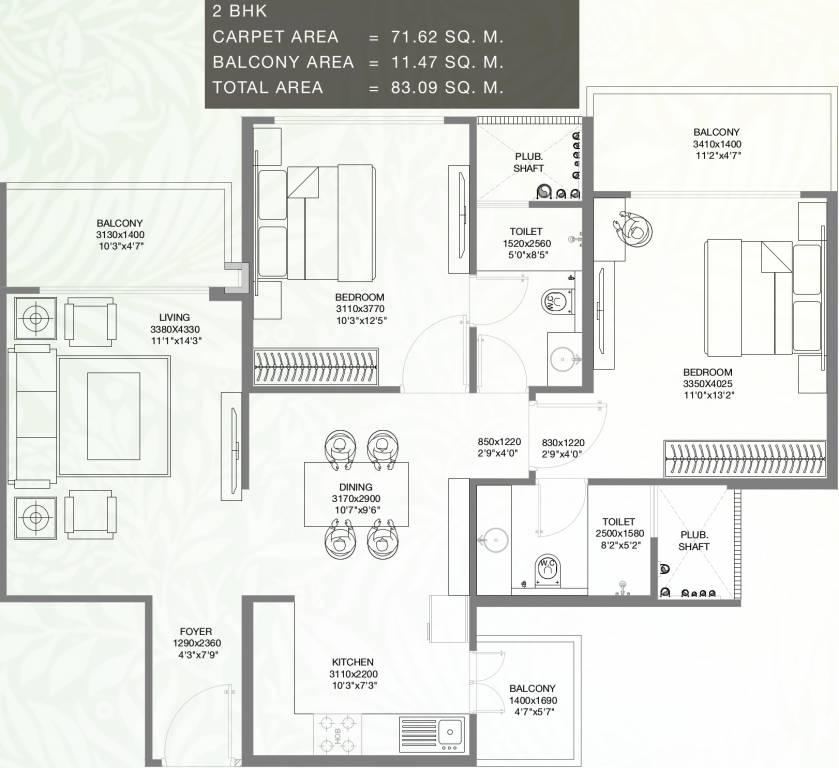 2 BHK
CARPET AREA = 71.62 SQ. M.
BALCONY AREA = 11.47 SQ. M.
TOTAL AREA = 83.09 SQ. M.
BALCONY
3410x1400
11'2"x4'7"
PLUB.
SHAFT
BALCONY
3130x1400
10'3"x4'7"
TOILET
1520x2560
5'0"x8'5"
W.C
BEDROOM
3110x3770
10'3"x12'5"
LIVING
3380X4330
11'1"x14'3"
BEDROOM
3350X4025
11'0"x13'2"
850x1220
2'9"x4'0"
830x1220
2'9"x4'0"
DINING
3170x2900
10'7"x9'6"
TOILET
2500x1580
8'2"x5'2"
PLUB.
SHAFT
W.C
FOYER
1290x2360
4'3"x7'9"
KITCHEN
3110x2200
10'3"x7'3"
BALCONY
1400x1690
4'7"x5'7"
HOB